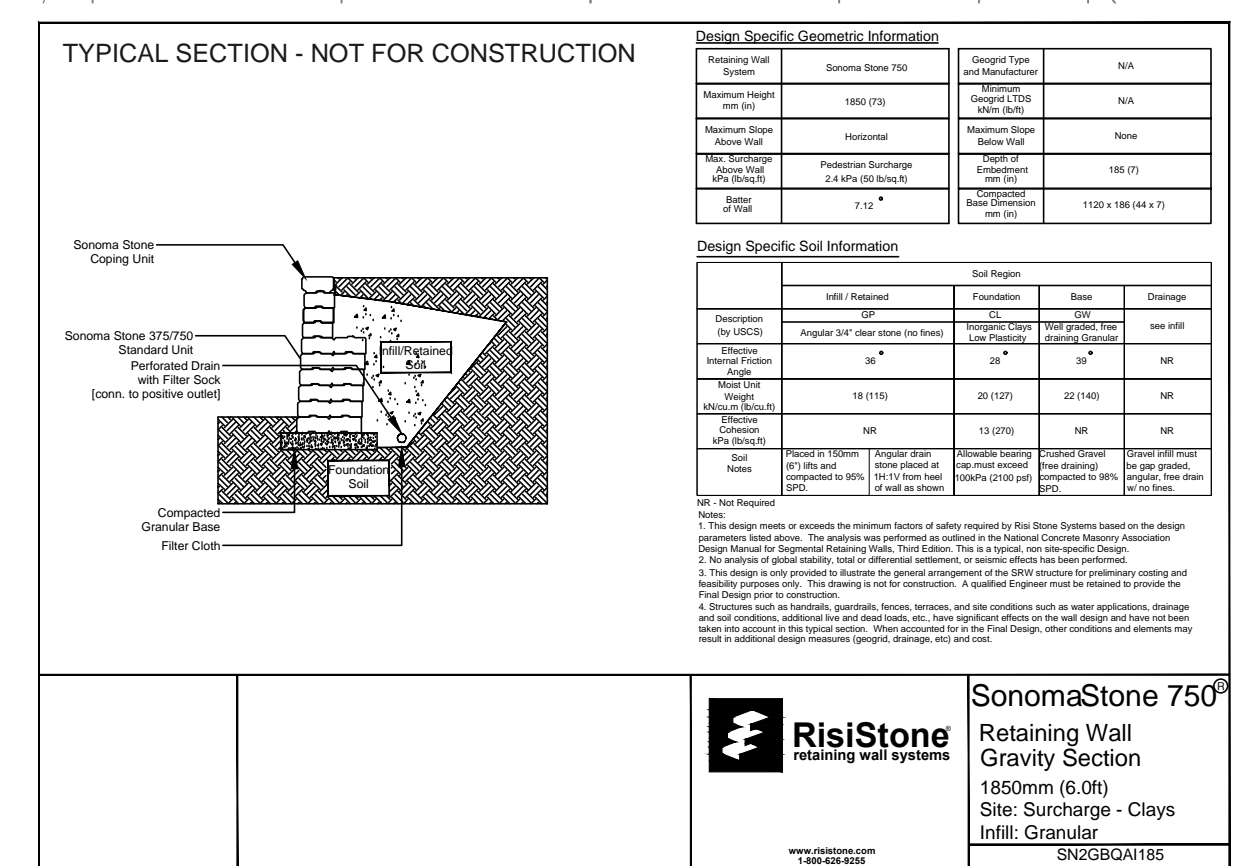 TYPICAL SECTION - NOT FOR CONSTRUCTION
Sonoma Stone
Coping Unit
Sonoma Stone 375/750
Standard Unit
Perforated Drain
with Filter Sock
[conn. to positive outlet]
Infill/Retained
Soil
Foundation
Soil
Compacted
Granular Base
Filter Cloth
Design Specific Geometric Information
Retaining Wall
System
Sonoma Stone 750
Geogrid Type
and Manufacturer
N/A
Maximum Height
mm (in)
1850 (73)
Minimum
Geogrid LTDS
kN/m (lb/ft)
N/A
Maximum Slope
Above Wall
Horizontal
Maximum Slope
Below Wall
None
Max. Surcharge
Above Wall
kPa (lb/sq.ft)
Pedestrian Surcharge
2.4 kPa (50 lb/sq.ft)
Depth of
Embedment
mm (in)
185 (7)
Batter
of Wall
7.12°
Compacted
Base Dimension
mm (in)
1120 x 186 (44 x 7)
Design Specific Soil Information
Soil Region
Infill / Retained
Foundation
Base
Drainage
Description
(by USCS)
GP
Angular 3/4" clear stone (no fines)
CL
Inorganic Clays
Low Plasticity
GW
Well graded, free
draining Granular
see infill
Effective
Internal Friction
Angle
36°
28°
39°
NR
Moist Unit
Weight
kN/cu.m (lb/cu.ft)
18 (115)
20 (127)
22 (140)
NR
Effective
Cohesion
kPa (lb/sq.ft)
NR
13 (270)
NR
NR
Soil
Notes
Placed in 150mm
(6") lifts and
compacted to 95%
SPD.
Angular drain
stone placed at
1H:1V from heel
of wall as shown
Allowable bearing
cap.must exceed
100kPa (2100 psf)
Crushed Gravel
(free draining)
compacted to 98%
SPD.
Gravel infill must
be gap graded,
angular, free drain
w/ no fines.
NR - Not Required
Notes:
1. This design meets or exceeds the minimum factors of safety required by Risi Stone Systems based on the design
parameters listed above. The analysis was performed as outlined in the National Concrete Masonry Association
Design Manual for Segmental Retaining Walls, Third Edition. This is a typical, non site-specific Design.
2. No analysis of global stability, total or differential settlement, or seismic effects has been performed.
3. This design is only provided to illustrate the general arrangement of the SRW structure for preliminary costing and
feasibility purposes only. This drawing is not for construction. A qualified Engineer must be retained to provide the
Final Design prior to construction.
4. Structures such as handrails, guardrails, fences, terraces, and site conditions such as water applications, drainage
and soil conditions, additional live and dead loads, etc., have significant effects on the wall design and have not been
taken into account in this typical section. When accounted for in the Final Design, other conditions and elements may
result in additional design measures (geogrid, drainage, etc) and cost.
RisiStone®
retaining wall systems
www.risistone.com
1-800-626-9255
SonomaStone 750®
Retaining Wall
Gravity Section
1850mm (6.0ft)
Site: Surcharge - Clays
Infill: Granular
SN2GBQAI185